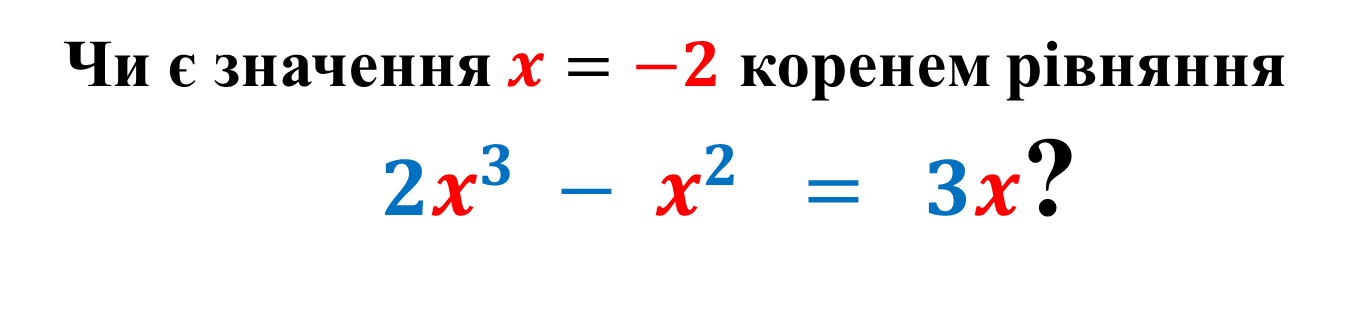 Чи є значення x = −2 коренем рівняння
2x³ − x² = 3x?